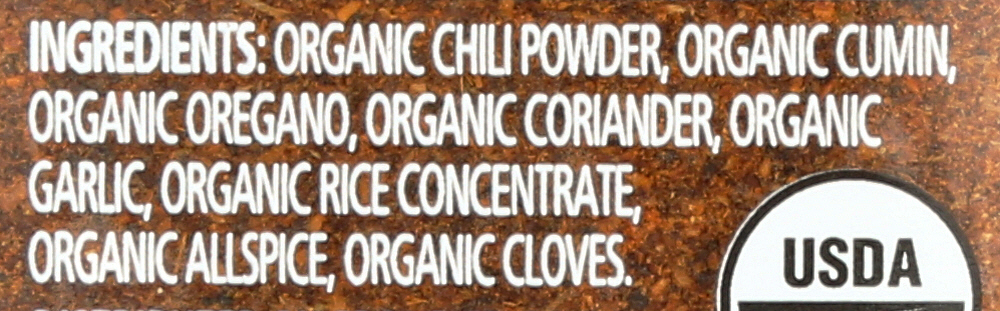 INGREDIENTS: ORGANIC CHILI POWDER, ORGANIC CUMIN,
ORGANIC OREGANO, ORGANIC CORIANDER, ORGANIC
GARLIC, ORGANIC RICE CONCENTRATE,
ORGANIC ALLSPICE, ORGANIC CLOVES.
USDA